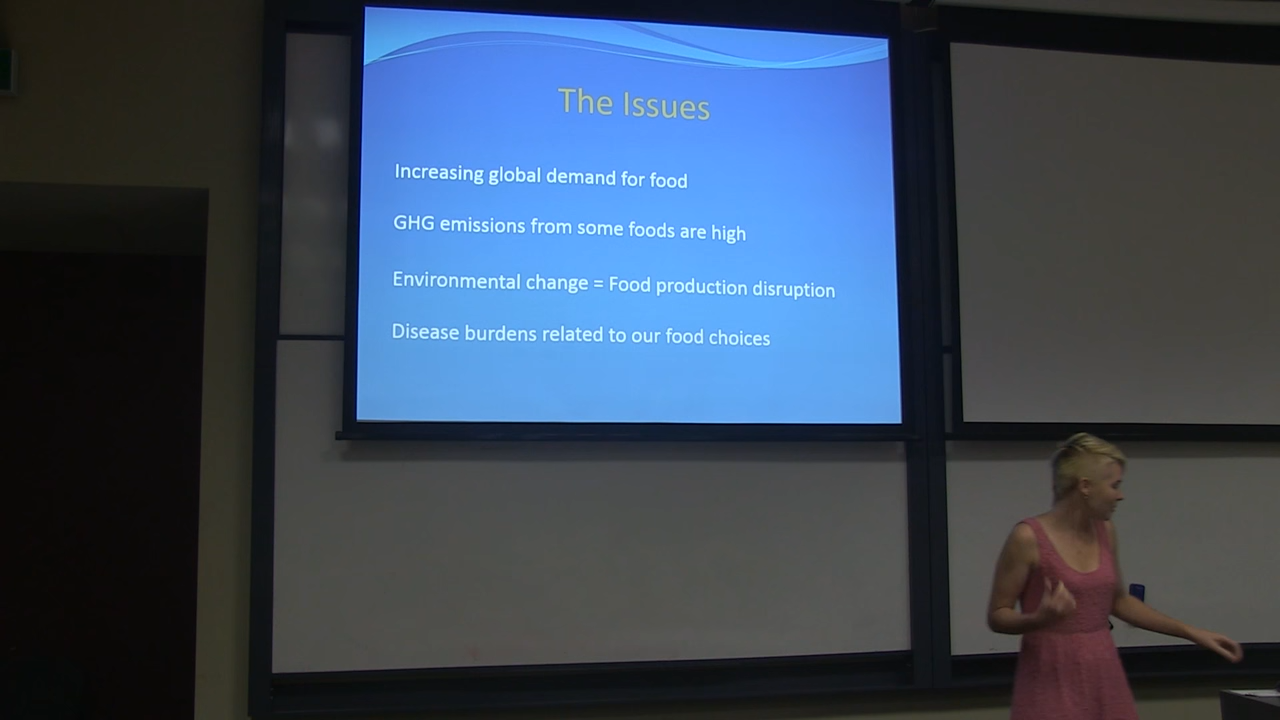 The Issues
Increasing global demand for food
GHG emissions from some foods are high
Environmental change = Food production disruption
Disease burdens related to our food choices